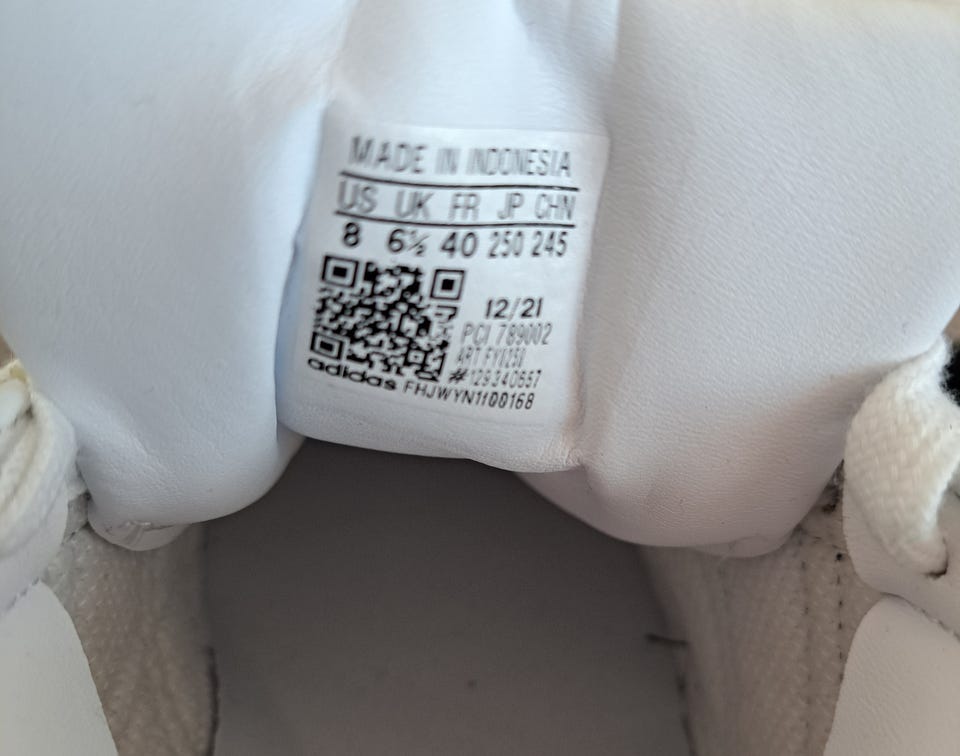 MADE IN INDONESIA
US UK FR JP CHN
8 6½ 40 250 245
12/21
PCI 789002
ART FY8250
#129340657
adidas FHJWYN1100168